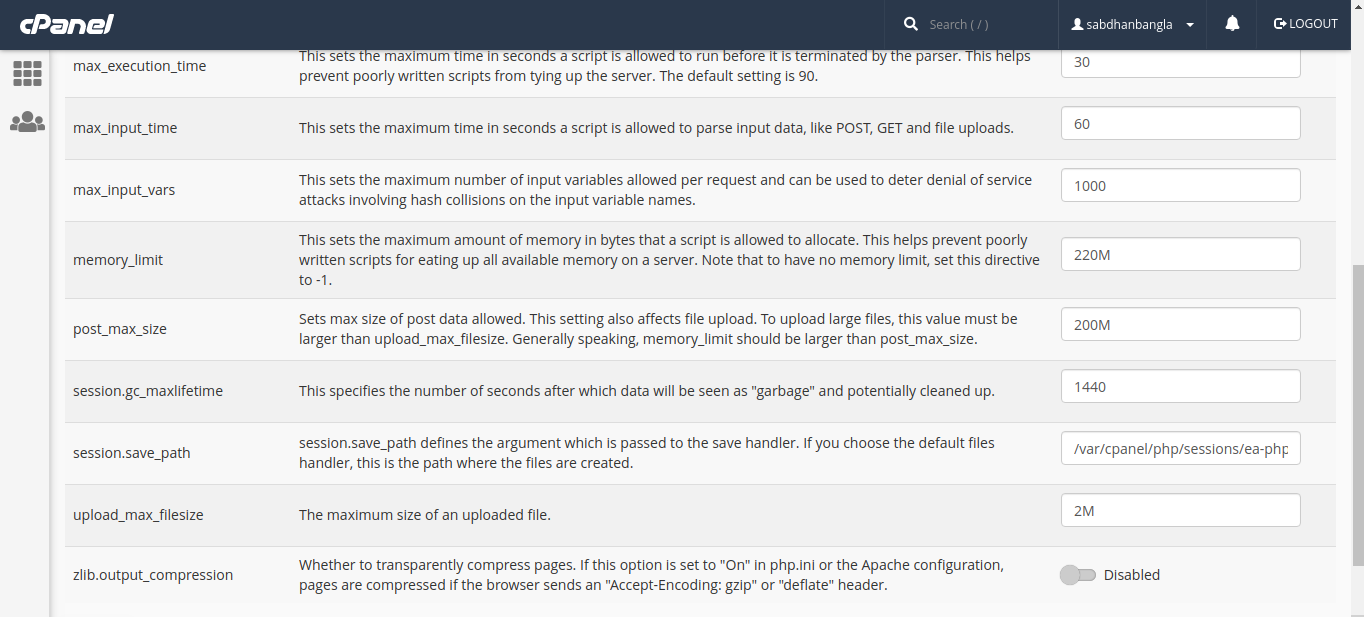 cPanel
Search ( / )
sabdhanbangla
LOGOUT
max_execution_time
This sets the maximum time in seconds a script is allowed to run before it is terminated by the parser. This helps
prevent poorly written scripts from tying up the server. The default setting is 90.
30
max_input_time
This sets the maximum time in seconds a script is allowed to parse input data, like POST, GET and file uploads.
60
max_input_vars
This sets the maximum number of input variables allowed per request and can be used to deter denial of service
attacks involving hash collisions on the input variable names.
1000
memory_limit
This sets the maximum amount of memory in bytes that a script is allowed to allocate. This helps prevent poorly
written scripts for eating up all available memory on a server. Note that to have no memory limit, set this directive
to -1.
220M
post_max_size
Sets max size of post data allowed. This setting also affects file upload. To upload large files, this value must be
larger than upload_max_filesize. Generally speaking, memory_limit should be larger than post_max_size.
200M
session.gc_maxlifetime
This specifies the number of seconds after which data will be seen as "garbage" and potentially cleaned up.
1440
session.save_path
session.save_path defines the argument which is passed to the save handler. If you choose the default files
handler, this is the path where the files are created.
/var/cpanel/php/sessions/ea-php
upload_max_filesize
The maximum size of an uploaded file.
2M
zlib.output_compression
Whether to transparently compress pages. If this option is set to "On" in php.ini or the Apache configuration,
pages are compressed if the browser sends an "Accept-Encoding: gzip" or "deflate" header.
Disabled